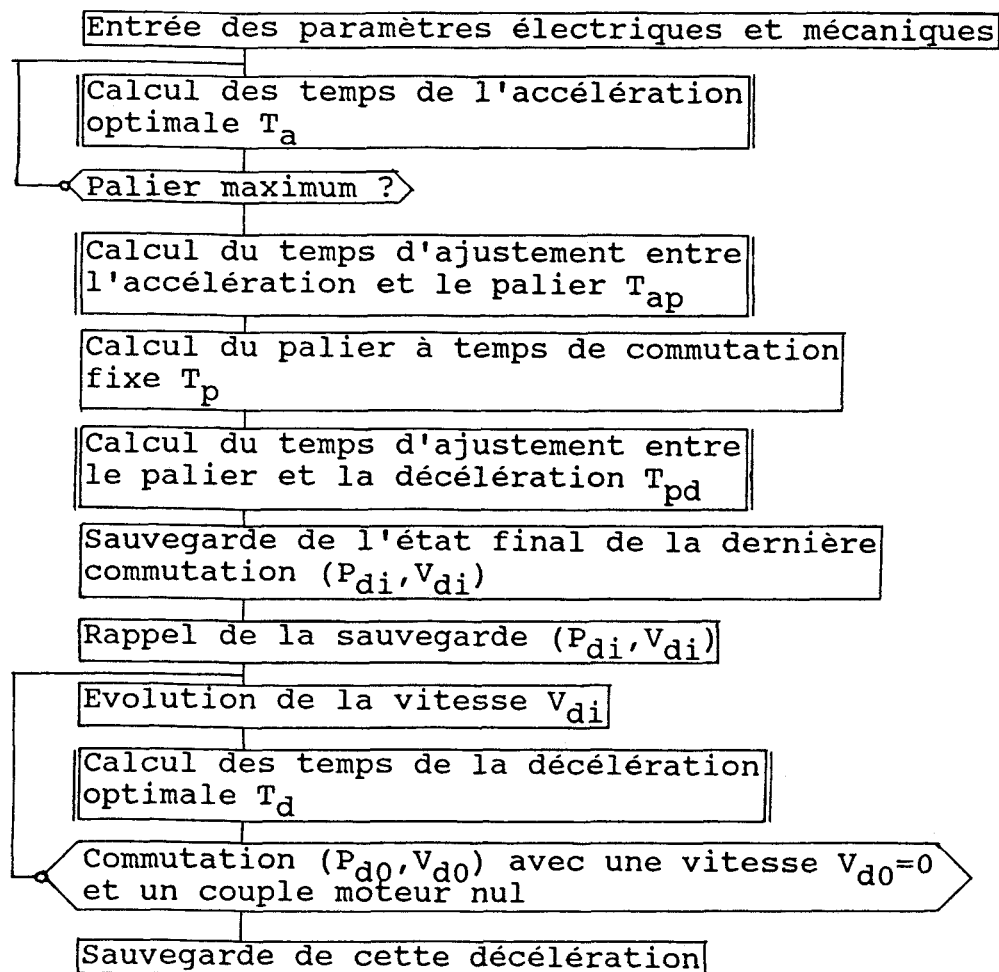 Entrée des paramètres électriques et mécaniques
Calcul des temps de l'accélération
optimale Ta
Palier maximum ?
Calcul du temps d'ajustement entre
l'accélération et le palier Tap
Calcul du palier à temps de commutation
fixe Tp
Calcul du temps d'ajustement entre
le palier et la décélération Tpd
Sauvegarde de l'état final de la dernière
commutation (Pdi,Vdi)
Rappel de la sauvegarde (Pdi,Vdi)
Evolution de la vitesse Vdi
Calcul des temps de la décélération
optimale Td
Commutation (Pd0,Vd0) avec une vitesse Vd0=0
et un couple moteur nul
Sauvegarde de cette décélération